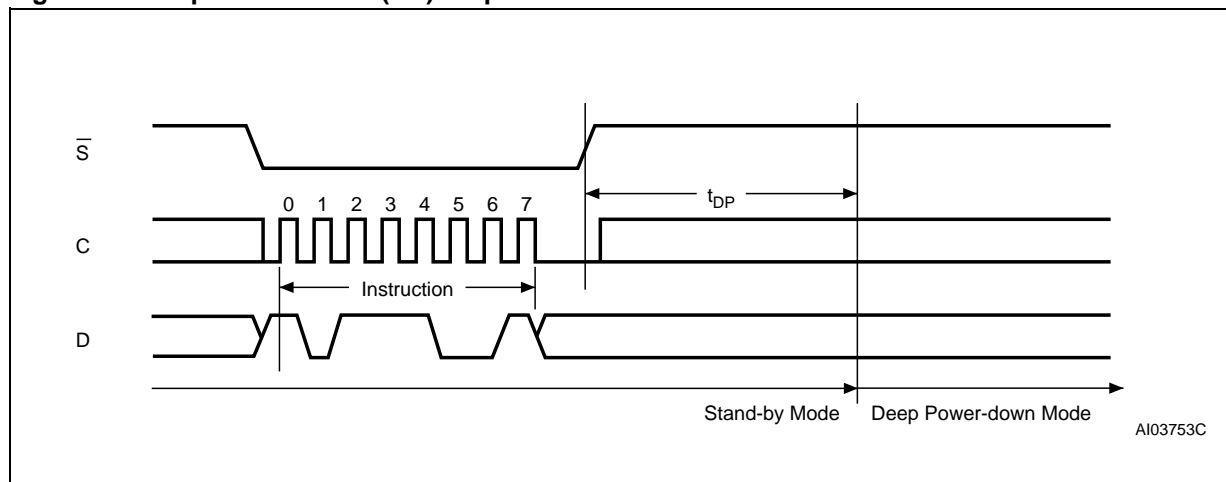 S̅
t_DP
0 1 2 3 4 5 6 7
C
Instruction
D
Stand-by Mode Deep Power-down Mode
AI03753C